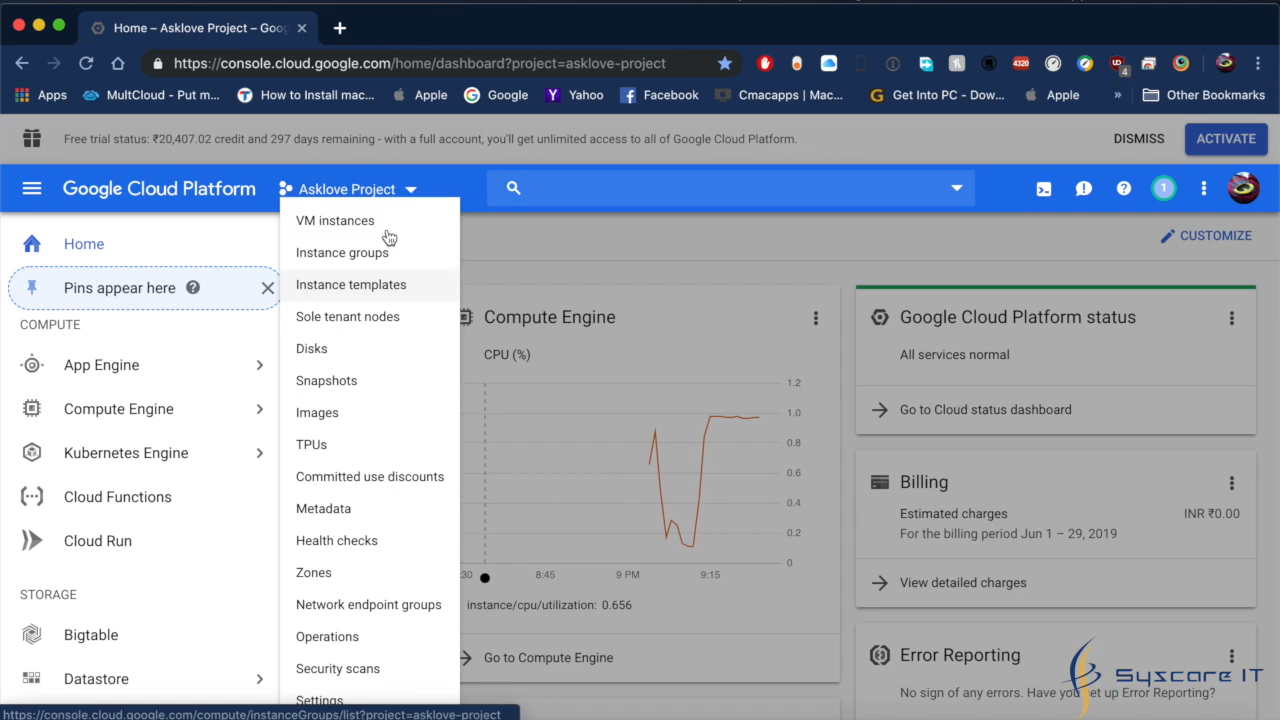 Home – Asklove Project – Goog
https://console.cloud.google.com/home/dashboard?project=asklove-project
4320
4
Apps
MultCloud - Put m...
How to Install mac...
Apple
Google
Yahoo
Facebook
Cmacapps | Mac...
Get Into PC - Dow...
Apple
»
Other Bookmarks
Free trial status: ₹20,407.02 credit and 297 days remaining - with a full account, you'll get unlimited access to all of Google Cloud Platform.
DISMISS
ACTIVATE
Google Cloud Platform
Asklove Project
1
CUSTOMIZE
Home
Pins appear here
COMPUTE
App Engine
Compute Engine
Kubernetes Engine
Cloud Functions
Cloud Run
STORAGE
Bigtable
Datastore
VM instances
Instance groups
Instance templates
Sole tenant nodes
Disks
Snapshots
Images
TPUs
Committed use discounts
Metadata
Health checks
Zones
Network endpoint groups
Operations
Security scans
Settings
Compute Engine
CPU (%)
1.2
1.0
0.8
0.6
0.4
0.2
0
:30
8:45
9 PM
9:15
instance/cpu/utilization: 0.656
Go to Compute Engine
Google Cloud Platform status
All services normal
Go to Cloud status dashboard
Billing
Estimated charges
INR ₹0.00
For the billing period Jun 1 – 29, 2019
View detailed charges
Error Reporting
No sign of any errors. Have you set up Error Reporting?
Syscare IT
https://console.cloud.google.com/compute/instanceGroups/list?project=asklove-project